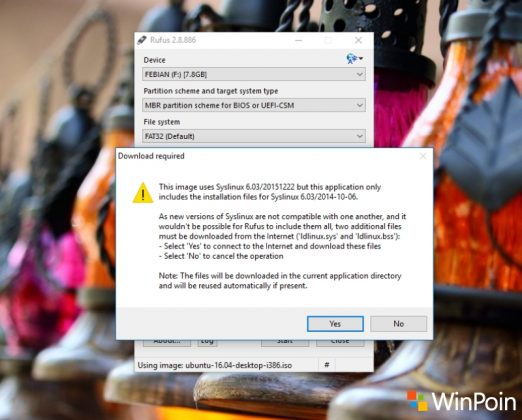 Rufus 2.8.886
Device
FEBIAN (F:) [7.8GB]
Partition scheme and target system type
MBR partition scheme for BIOS or UEFI-CSM
File system
FAT32 (Default)
Download required
This image uses Syslinux 6.03/20151222 but this application only
includes the installation files for Syslinux 6.03/2014-10-06.
As new versions of Syslinux are not compatible with one another, and it
wouldn't be possible for Rufus to include them all, two additional files
must be downloaded from the Internet ('ldlinux.sys' and 'ldlinux.bss'):
- Select 'Yes' to connect to the Internet and download these files
- Select 'No' to cancel the operation
Note: The files will be downloaded in the current application directory
and will be reused automatically if present.
Yes No
About... Log Start Close
Using image: ubuntu-16.04-desktop-i386.iso #
WinPoin